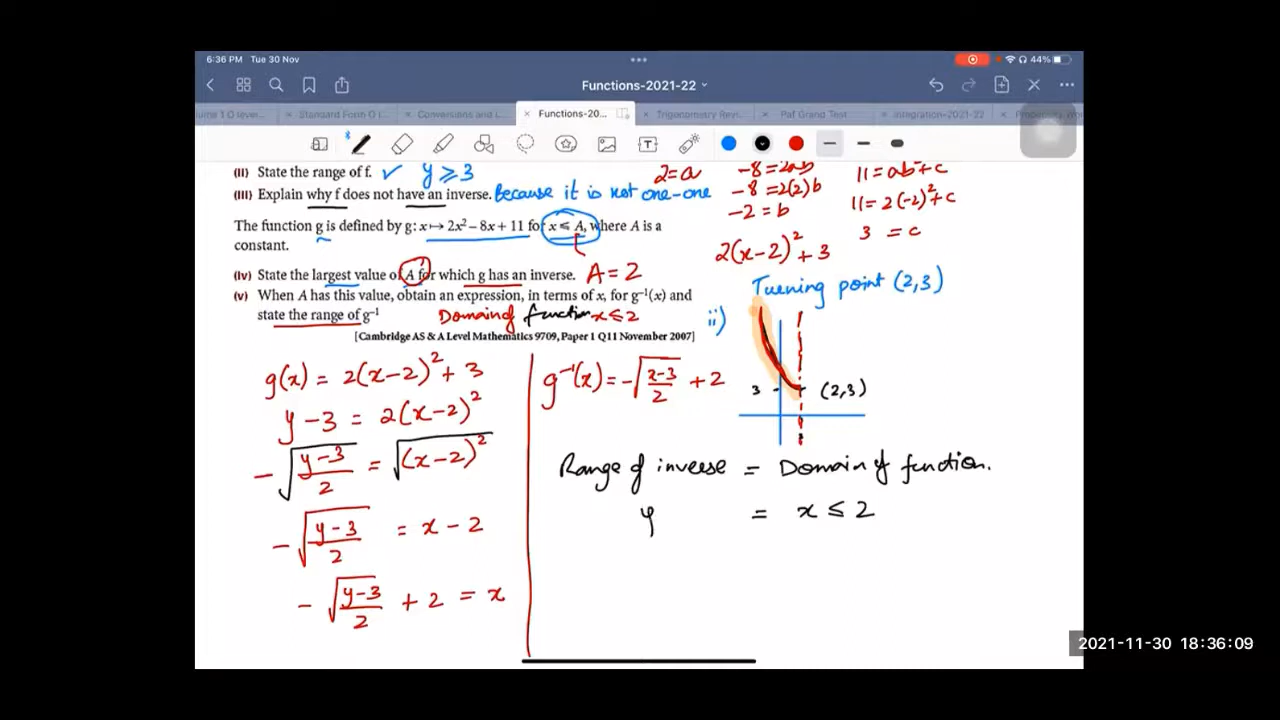 6:36 PM Tue 30 Nov
44%
Functions-2021-22
Standard Form O l
Conversions and L
Functions-20...
Trigonometry Revi
Paf Grand Test
Integration-2021-22
(ii) State the range of f. ✓ y ⩾ 3
(iii) Explain why f does not have an inverse. Because it is not one-one
The function g is defined by g: x ↦ 2x² – 8x + 11 for x ⩽ A, where A is a
constant.
(iv) State the largest value of A for which g has an inverse. A = 2
(v) When A has this value, obtain an expression, in terms of x, for g⁻¹(x) and
state the range of g⁻¹ Domain of function x ≤ 2
[Cambridge AS & A Level Mathematics 9709, Paper 1 Q11 November 2007]
2 = a
-8 = 2ab
-8 = 2(2)b
-2 = b
11 = ab² + c
11 = 2(-2)² + c
3 = c
2(x-2)² + 3
Turning point (2,3)
ii)
3
(2,3)
g(x) = 2(x-2)² + 3
y - 3 = 2(x-2)²
-√((y-3)/2) = √((x-2)²)
-√((y-3)/2) = x - 2
-√((y-3)/2) + 2 = x
g⁻¹(x) = -√((x-3)/2) + 2
Range of inverse = Domain of function.
y = x ≤ 2
2021-11-30 18:36:09